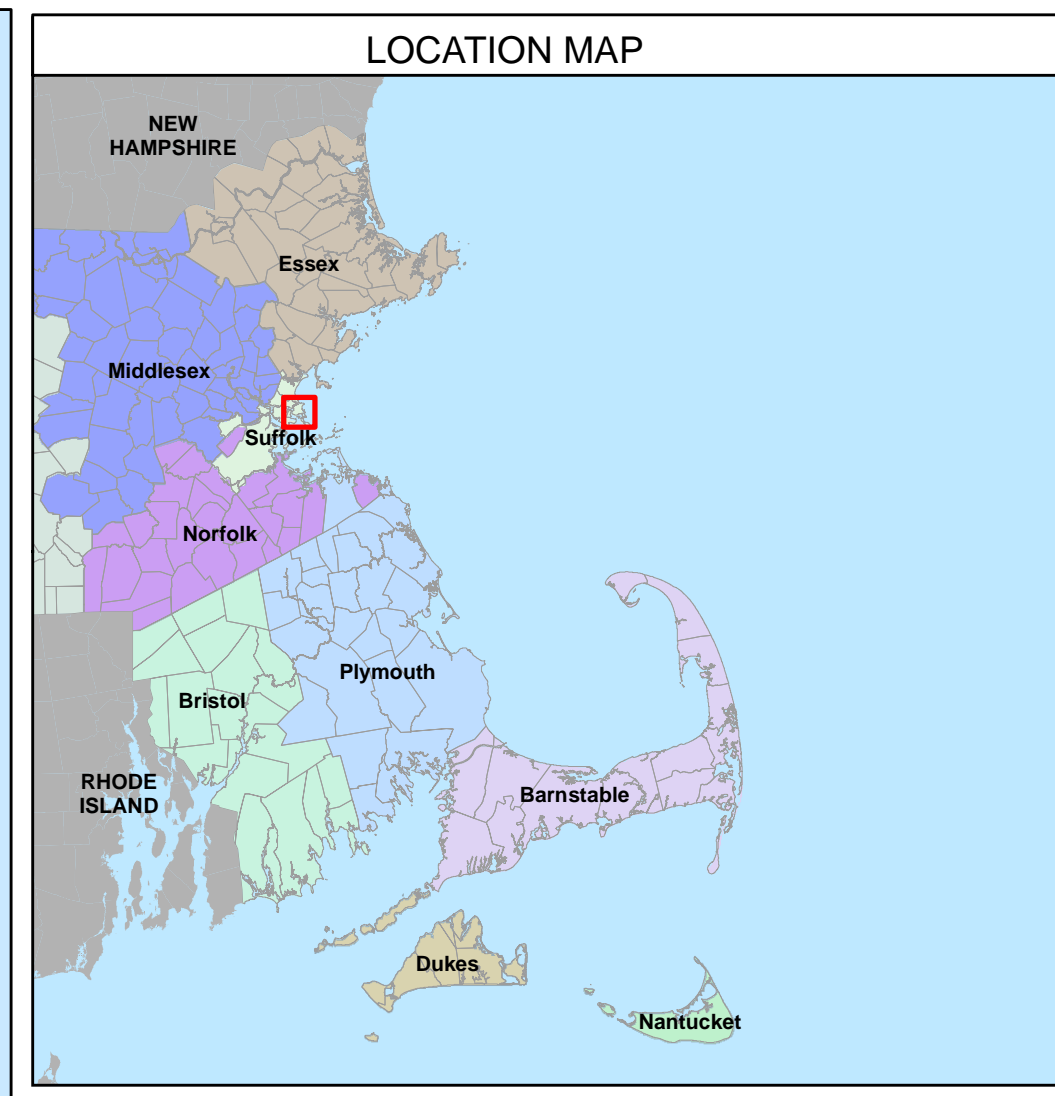 LOCATION MAP
NEW
HAMPSHIRE
Essex
Middlesex
Suffolk
Norfolk
Plymouth
Bristol
RHODE
ISLAND
Barnstable
Dukes
Nantucket